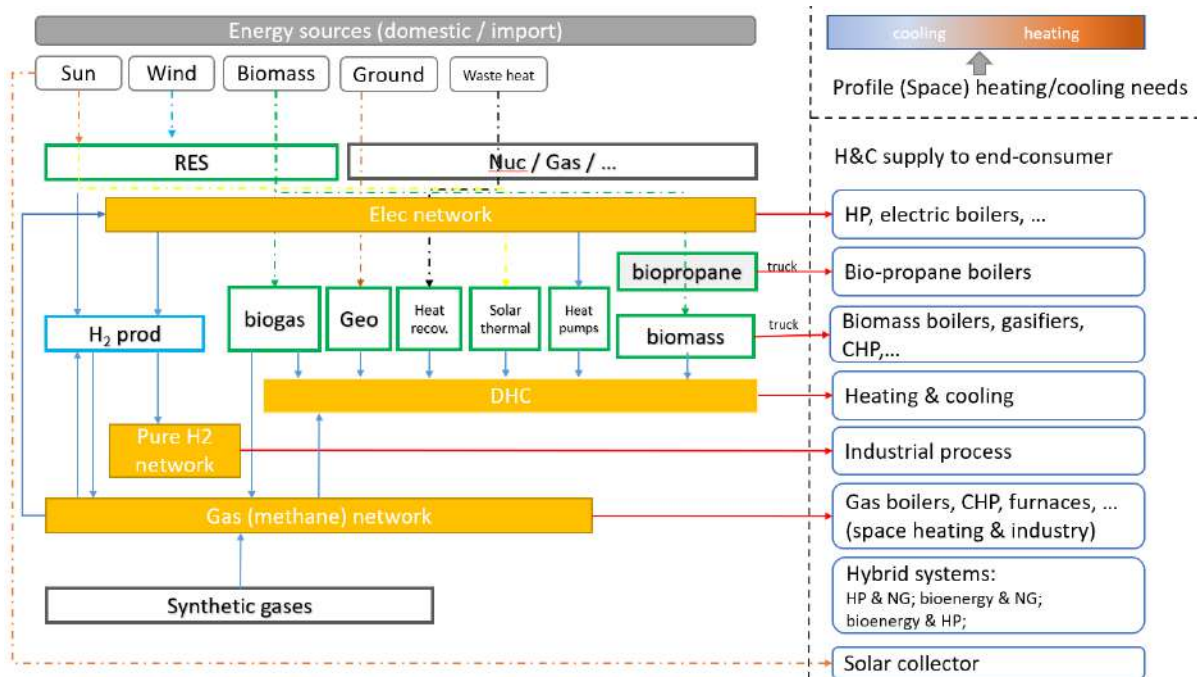 Energy sources (domestic / import)
cooling heating
Sun Wind Biomass Ground Waste heat
Profile (Space) heating/cooling needs
RES
Nuc / Gas / ...
H&C supply to end-consumer
Elec network
HP, electric boilers, ...
biopropane
truck
Bio-propane boilers
H2 prod
biogas
Geo
Heat
recov.
Solar
thermal
Heat
pumps
biomass
truck
Biomass boilers, gasifiers,
CHP,...
DHC
Heating & cooling
Pure H2
network
Industrial process
Gas (methane) network
Gas boilers, CHP, furnaces, ...
(space heating & industry)
Synthetic gases
Hybrid systems:
HP & NG; bioenergy & NG;
bioenergy & HP;
Solar collector